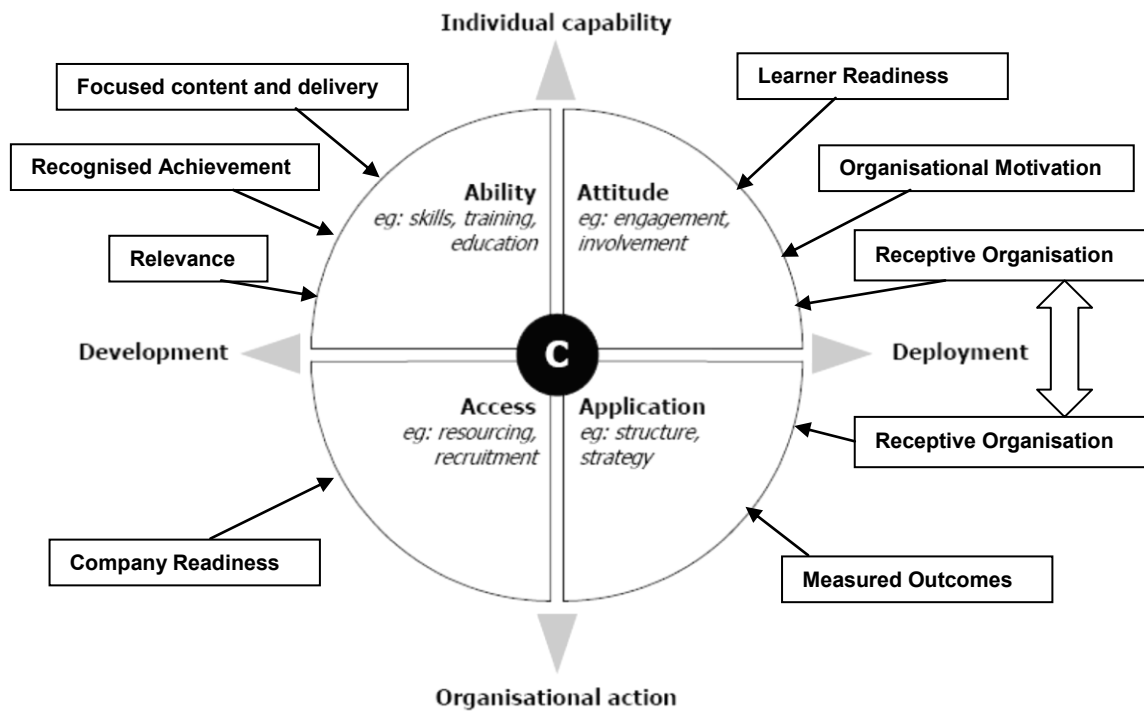 Individual capability
Focused content and delivery
Learner Readiness
Recognised Achievement
Organisational Motivation
Ability
eg: skills, training,
education
Attitude
eg: engagement,
involvement
Relevance
Receptive Organisation
Development
C
Deployment
Access
eg: resourcing,
recruitment
Application
eg: structure,
strategy
Receptive Organisation
Company Readiness
Measured Outcomes
Organisational action